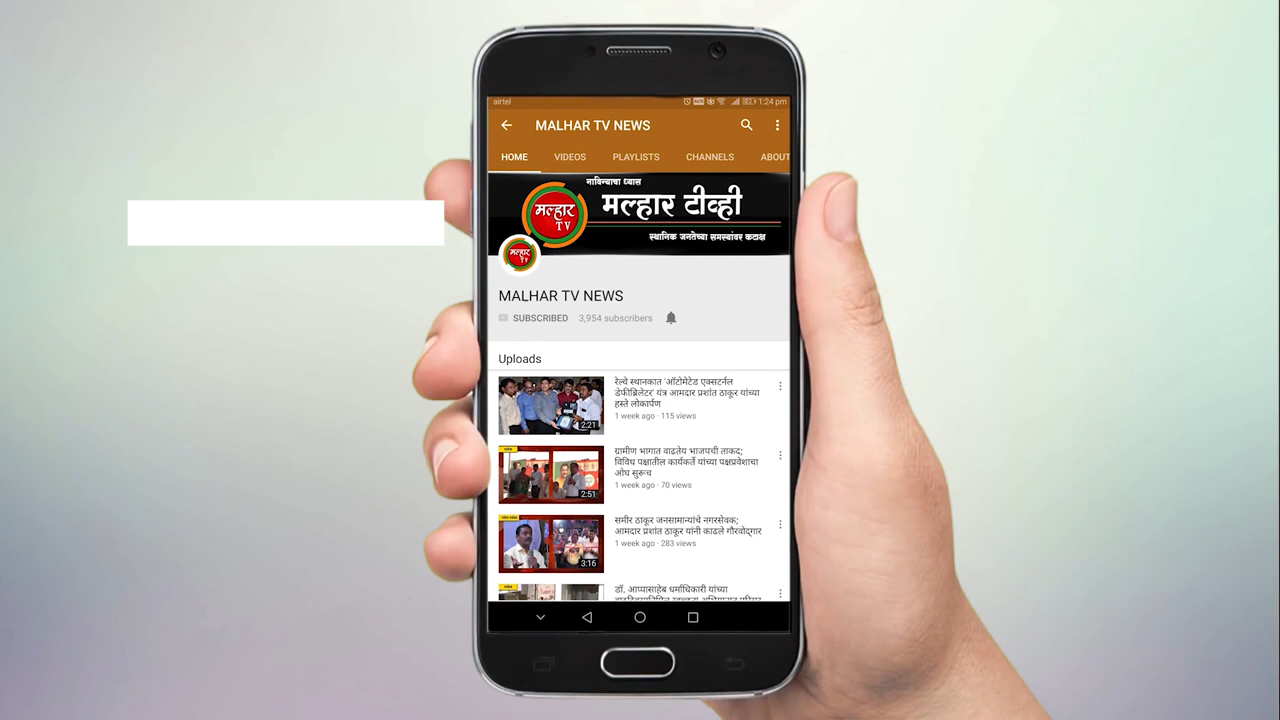 airtel
1:24 pm
MALHAR TV NEWS
HOME VIDEOS PLAYLISTS CHANNELS ABOUT
नाविन्याचा ध्यास
मल्हार टीव्ही
स्थानिक जनतेच्या समस्यांवर कटाक्ष
मल्हार
TV
मल्हार
TV
MALHAR TV NEWS
SUBSCRIBED 3,954 subscribers
Uploads
रेल्वे स्थानकात 'ऑटोमेटेड एक्सटर्नल
डेफीब्रिलेटर' यंत्र आमदार प्रशांत ठाकूर यांच्या
हस्ते लोकार्पण
1 week ago · 115 views
2:21
ग्रामीण भागात वाढतेय भाजपची ताकद;
विविध पक्षातील कार्यकर्ते यांच्या पक्षप्रवेशाचा
ओघ सुरूच
1 week ago · 70 views
2:51
समीर ठाकूर जनसामान्यांचे नगरसेवक;
आमदार प्रशांत ठाकूर यांनी काढले गौरवोद्गार
1 week ago · 283 views
3:16
डॉ. आप्पासाहेब धर्माधिकारी यांच्या